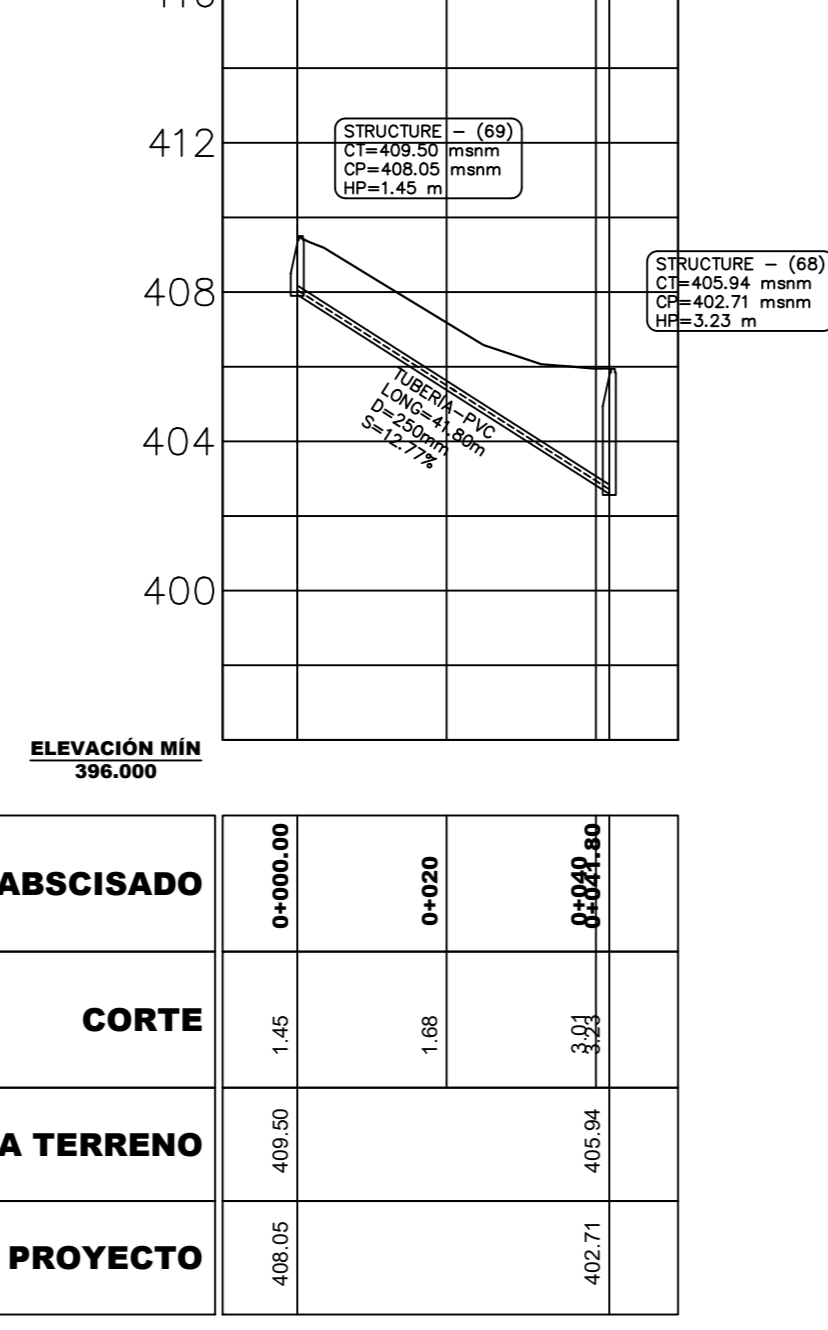 412
STRUCTURE - (69)
CT=409.50 msnm
CP=408.05 msnm
HP=1.45 m
408
STRUCTURE - (68)
CT=405.94 msnm
CP=402.71 msnm
HP=3.23 m
TUBERÍA-PVC
LONG=41.80m
D=250mm
S=12.77%
404
400
ELEVACIÓN MÍN
396.000
ABSCISADO
0+000.00
0+020
0+040
0+041.80
CORTE
1.45
1.68
3.01
3.23
A TERRENO
409.50
405.94
PROYECTO
408.05
402.71